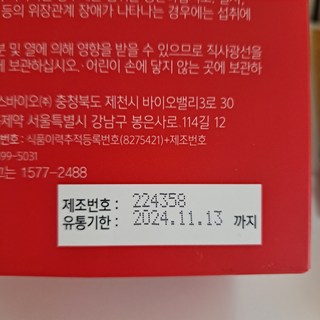 등의 위장관계 장애가 나타나는 경우에는 섭취에
분 및 열에 의해 영향을 받을 수 있으므로 직사광선을
에 보관하십시오. 어린이 손에 닿지 않는 곳에 보관하
스바이오㈜/ 충청북도 제천시 바이오밸리3로 30
제약 서울특별시 강남구 봉은사로 114길 12
번호: 식품이력추적등록번호(8275421)+제조번호
99-5031
고는 1577-2488
제조번호 : 224358
유통기한 : 2024.11.13 까지